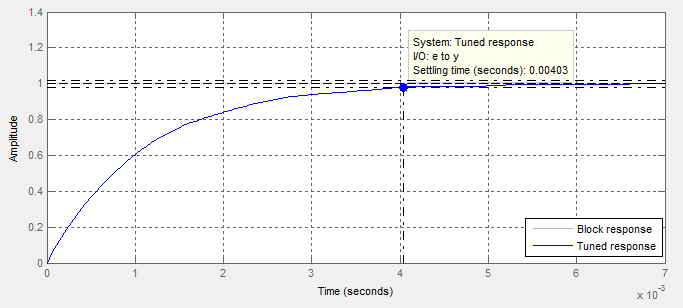 1.4
1.2
1
0.8
0.6
0.4
0.2
0
Amplitude
System: Tuned response
I/O: e to y
Settling time (seconds): 0.00403
Block response
Tuned response
0 1 2 3 4 5 6 7
Time (seconds)
x 10⁻³